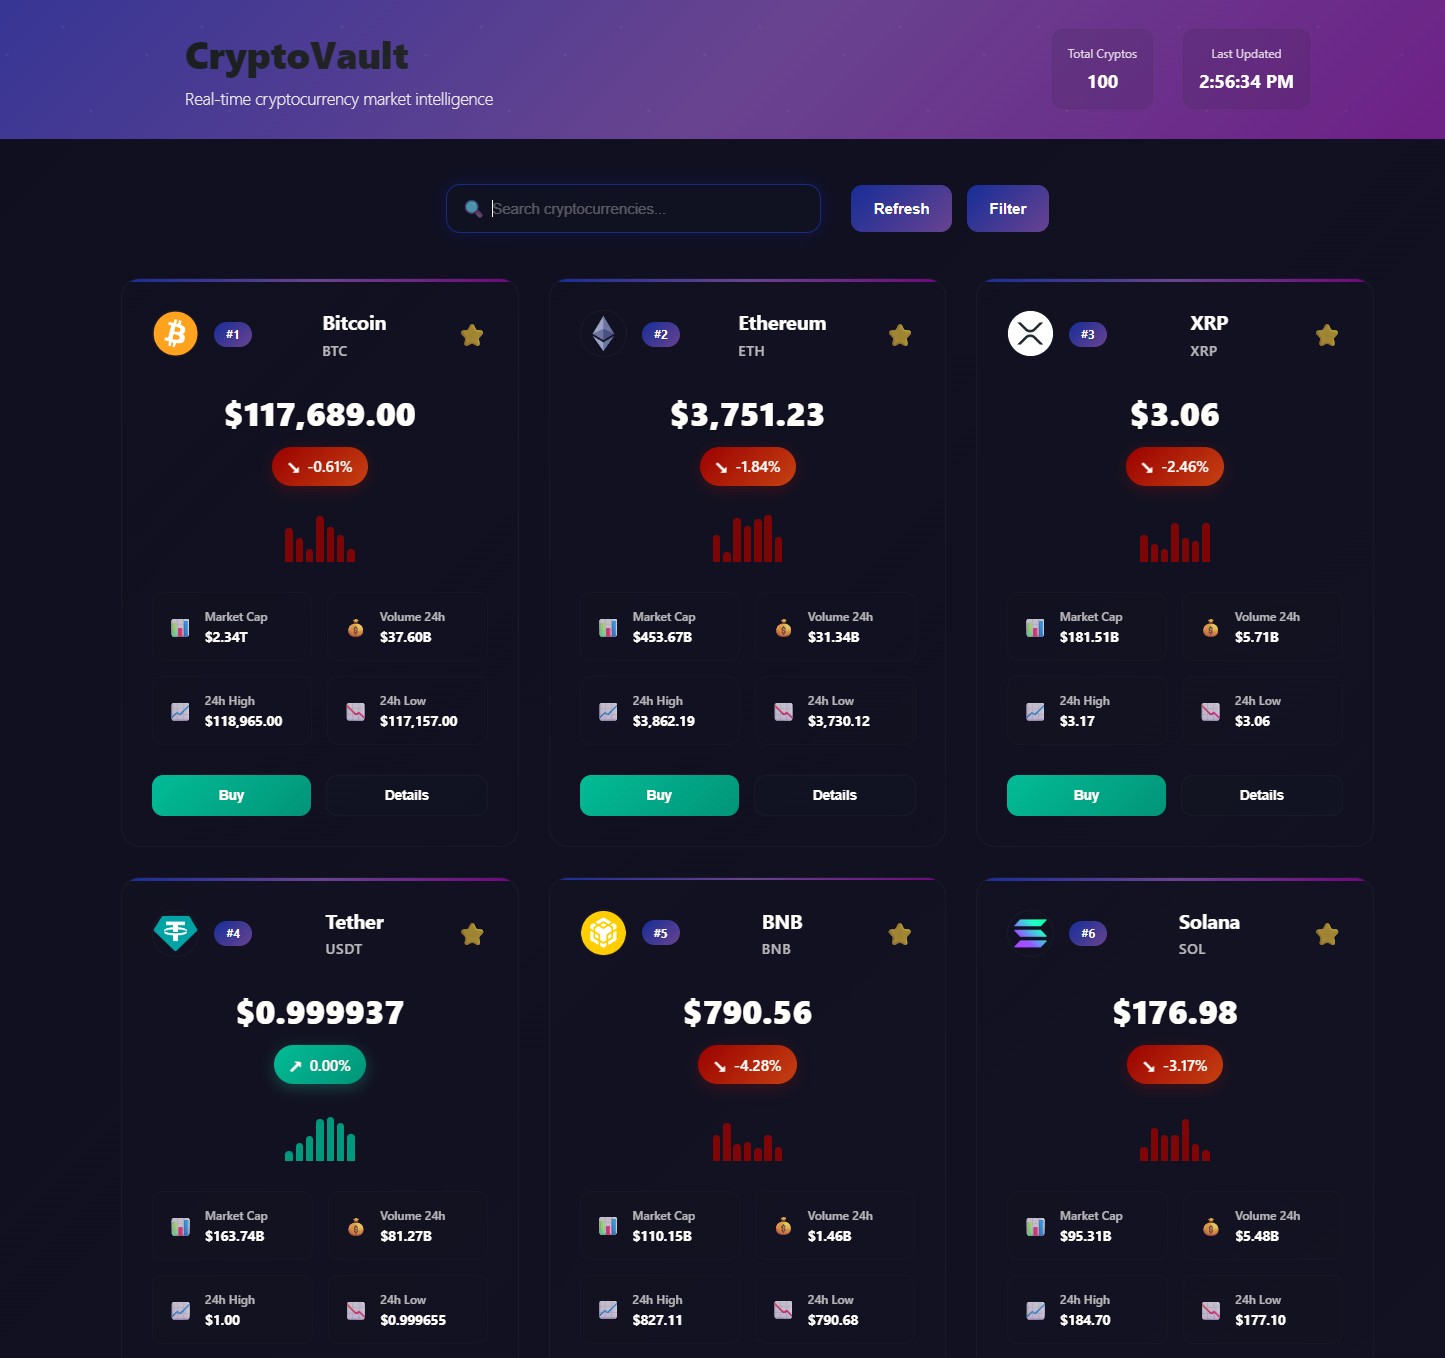 CryptoVault
Real-time cryptocurrency market intelligence
Total Cryptos
100
Last Updated
2:56:34 PM
Search cryptocurrencies...
Refresh
Filter
#1
Bitcoin
BTC
$117,689.00
↘ -0.61%
Market Cap
$2.34T
Volume 24h
$37.60B
24h High
$118,965.00
24h Low
$117,157.00
Buy
Details
#2
Ethereum
ETH
$3,751.23
↘ -1.84%
Market Cap
$453.67B
Volume 24h
$31.34B
24h High
$3,862.19
24h Low
$3,730.12
Buy
Details
#3
XRP
XRP
$3.06
↘ -2.46%
Market Cap
$181.51B
Volume 24h
$5.71B
24h High
$3.17
24h Low
$3.06
Buy
Details
#4
Tether
USDT
$0.999937
↗ 0.00%
Market Cap
$163.74B
Volume 24h
$81.27B
24h High
$1.00
24h Low
$0.999655
#5
BNB
BNB
$790.56
↘ -4.28%
Market Cap
$110.15B
Volume 24h
$1.46B
24h High
$827.11
24h Low
$790.68
#6
Solana
SOL
$176.98
↘ -3.17%
Market Cap
$95.31B
Volume 24h
$5.48B
24h High
$184.70
24h Low
$177.10